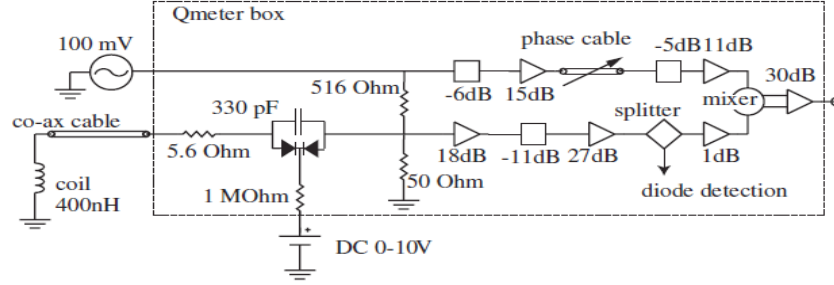 Qmeter box
100 mV
phase cable
-5dB
11dB
516 Ohm
-6dB
15dB
30dB
330 pF
splitter
mixer
co-ax cable
5.6 Ohm
18dB
-11dB
27dB
1dB
coil
400nH
50 Ohm
diode detection
1 MOhm
+
DC 0-10V